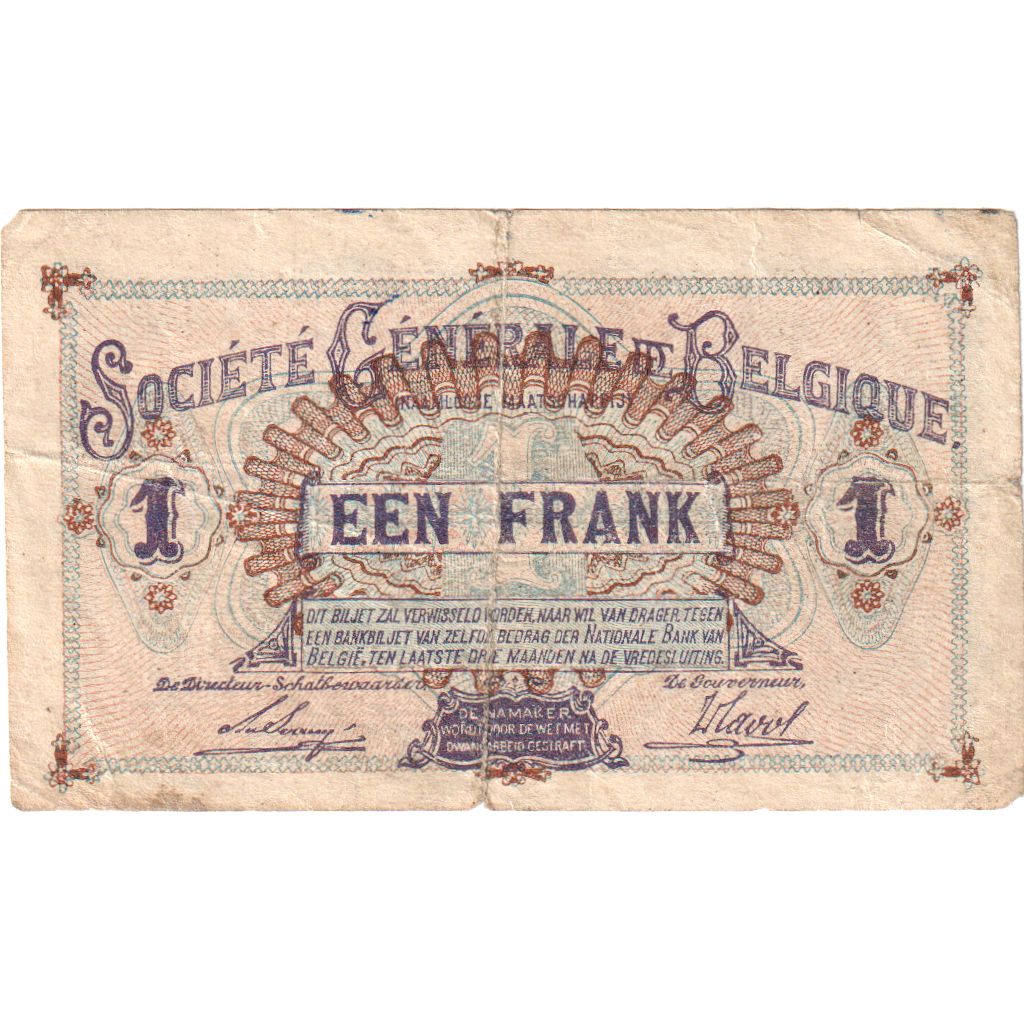 SOCIÉTÉ GÉNÉRALE DE BELGIQUE.
NAAMLOOZE MAATSCHAPPIJ
1 EEN FRANK 1
DIT BILJET ZAL VERWISSELD WORDEN, NAAR WIL VAN DRAGER, TEGEN
EEN BANKBILJET VAN ZELFDE BEDRAG DER NATIONALE BANK VAN
BELGIË, TEN LAATSTE DRIE MAANDEN NA DE VREDESLUITING.
De Directeur-Schatbewaarder,
De Gouverneur,
DE NAMAKER
WORDT DOOR DE WET MET
DWANGARBEID GESTRAFT